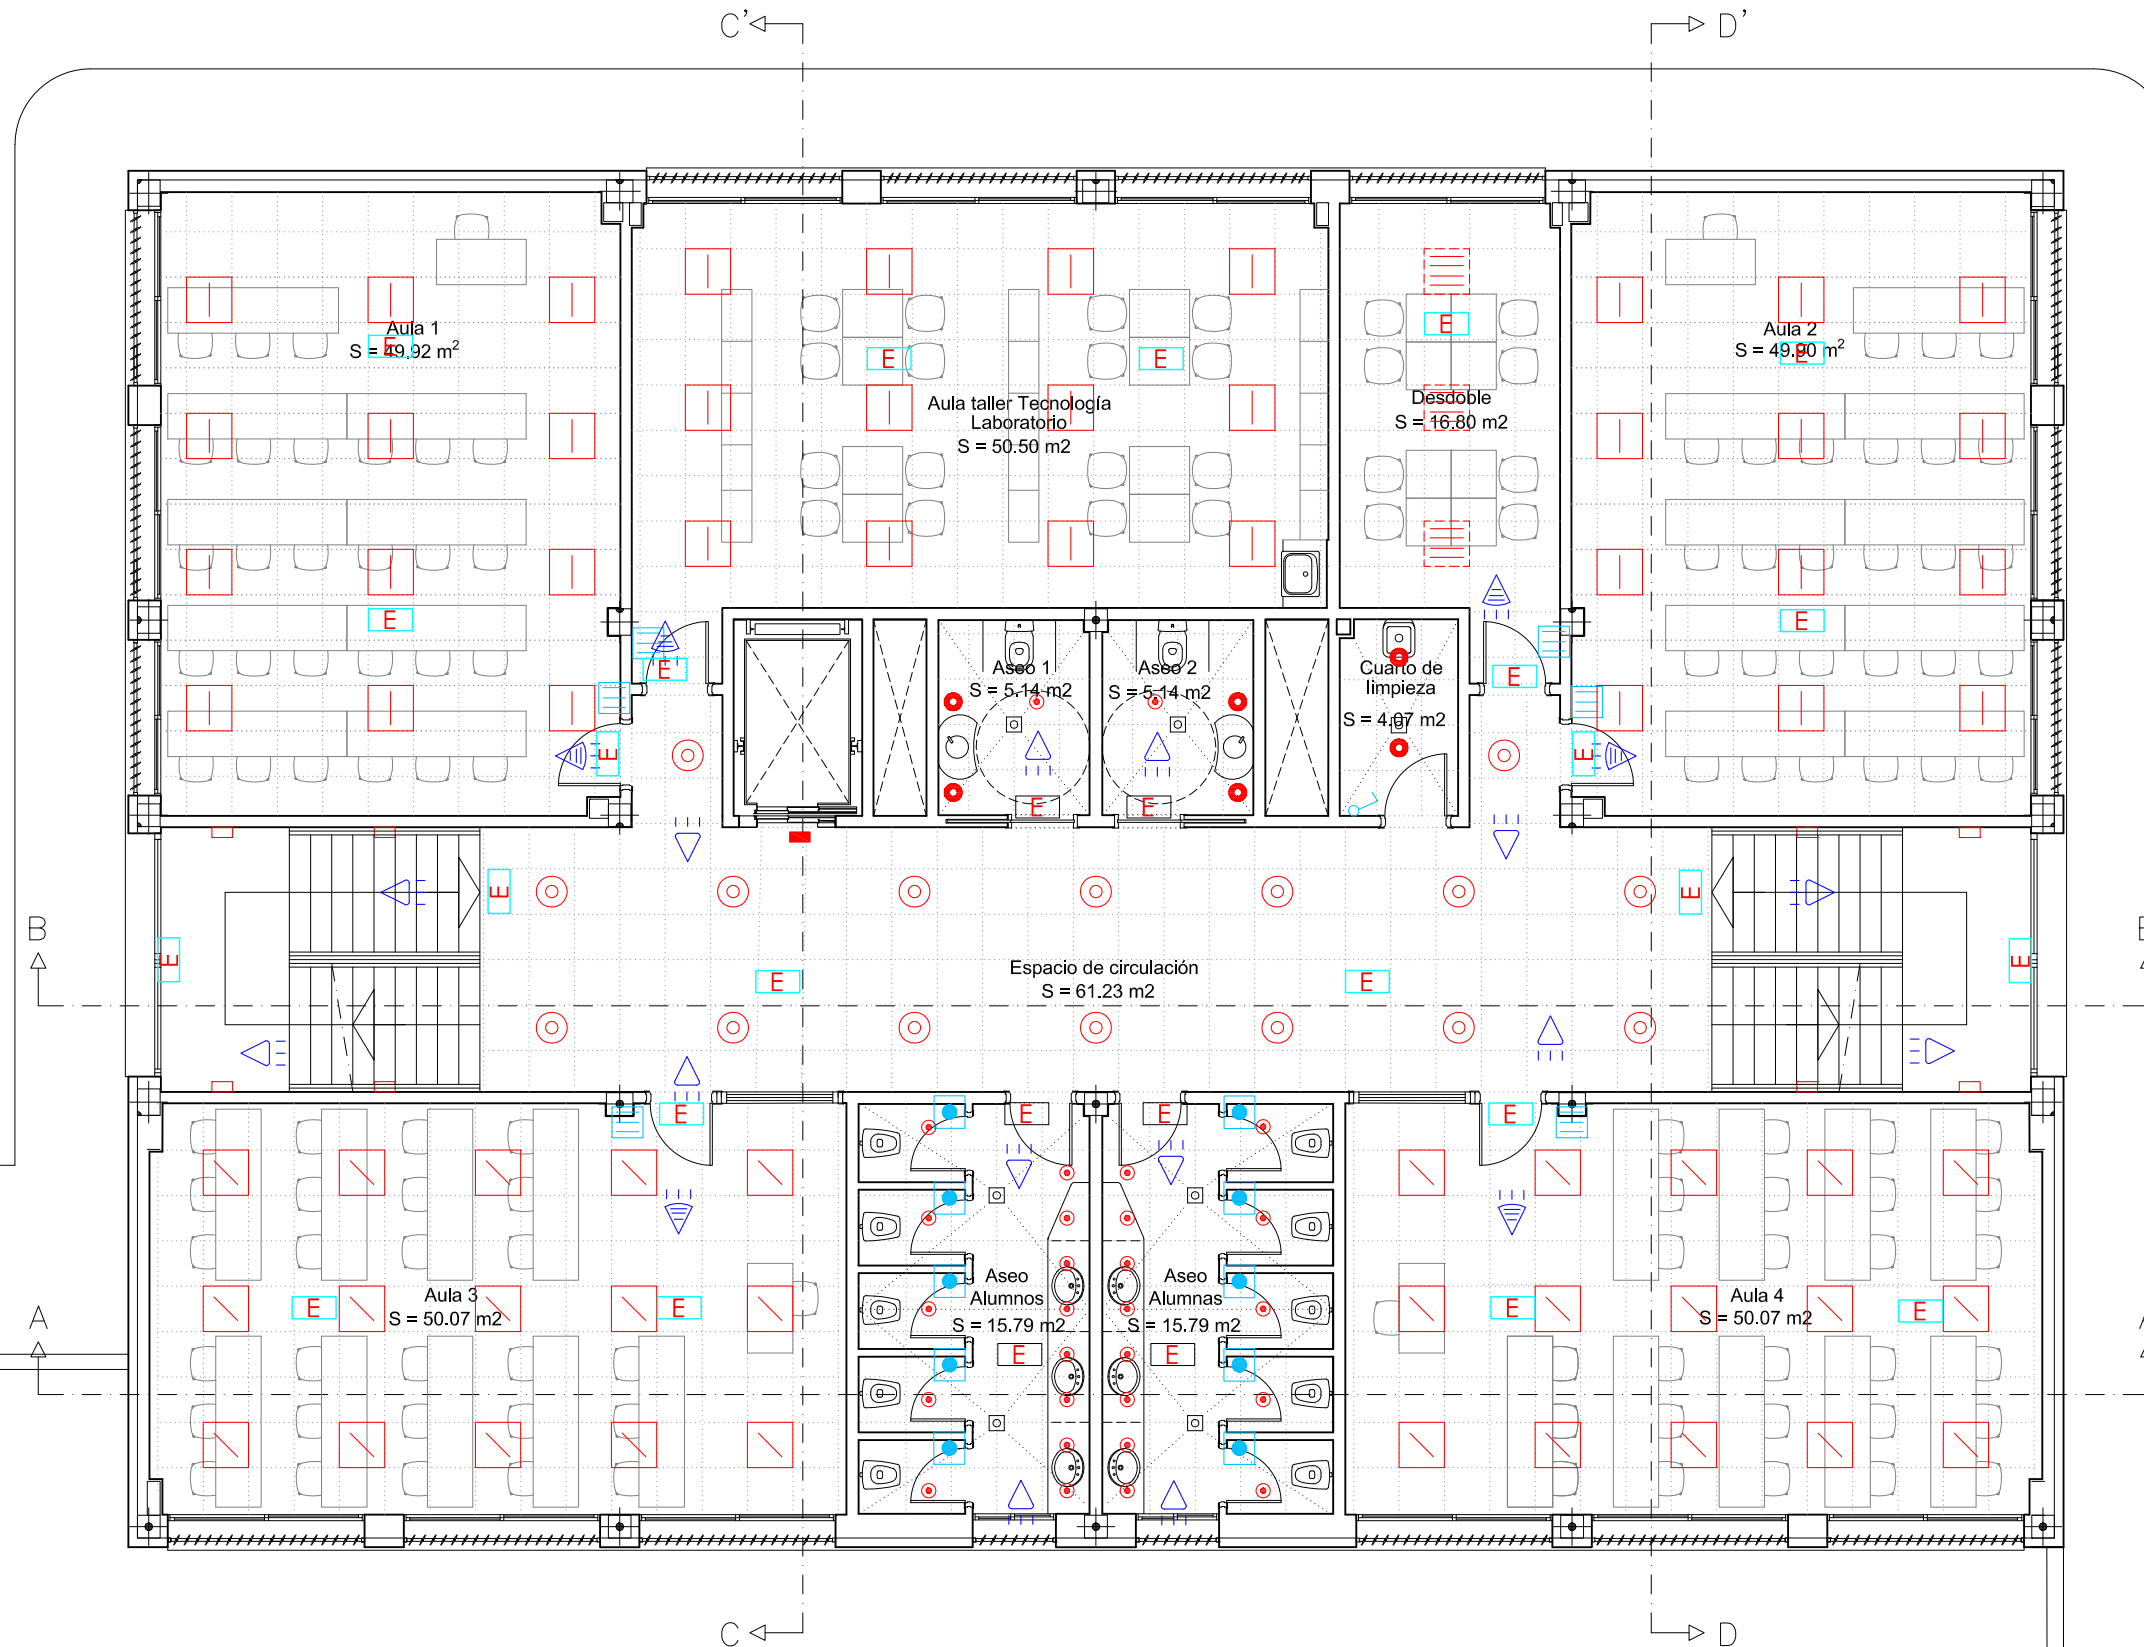 C'
D'
Aula 1
S = 49,92 m²
E
Aula taller Tecnología
Laboratorio
S = 50.50 m2
E
E
Desdoble
S = 16.80 m2
E
Aula 2
S = 49.90 m²
E
E
E
E
E
E
E
Aseo 1
S = 5.14 m2
E
Aseo 2
S = 5.14 m2
E
Cuarto de
limpieza
S = 4.07 m2
E
E
E
B
E
E
Espacio de circulación
S = 61.23 m2
E
E
E
E
E
E
E
Aula 3
S = 50.07 m2
E
E
Aseo
Alumnos
S = 15.79 m2
E
Aseo
Alumnas
S = 15.79 m2
E
Aula 4
S = 50.07 m2
E
E
A
C
D